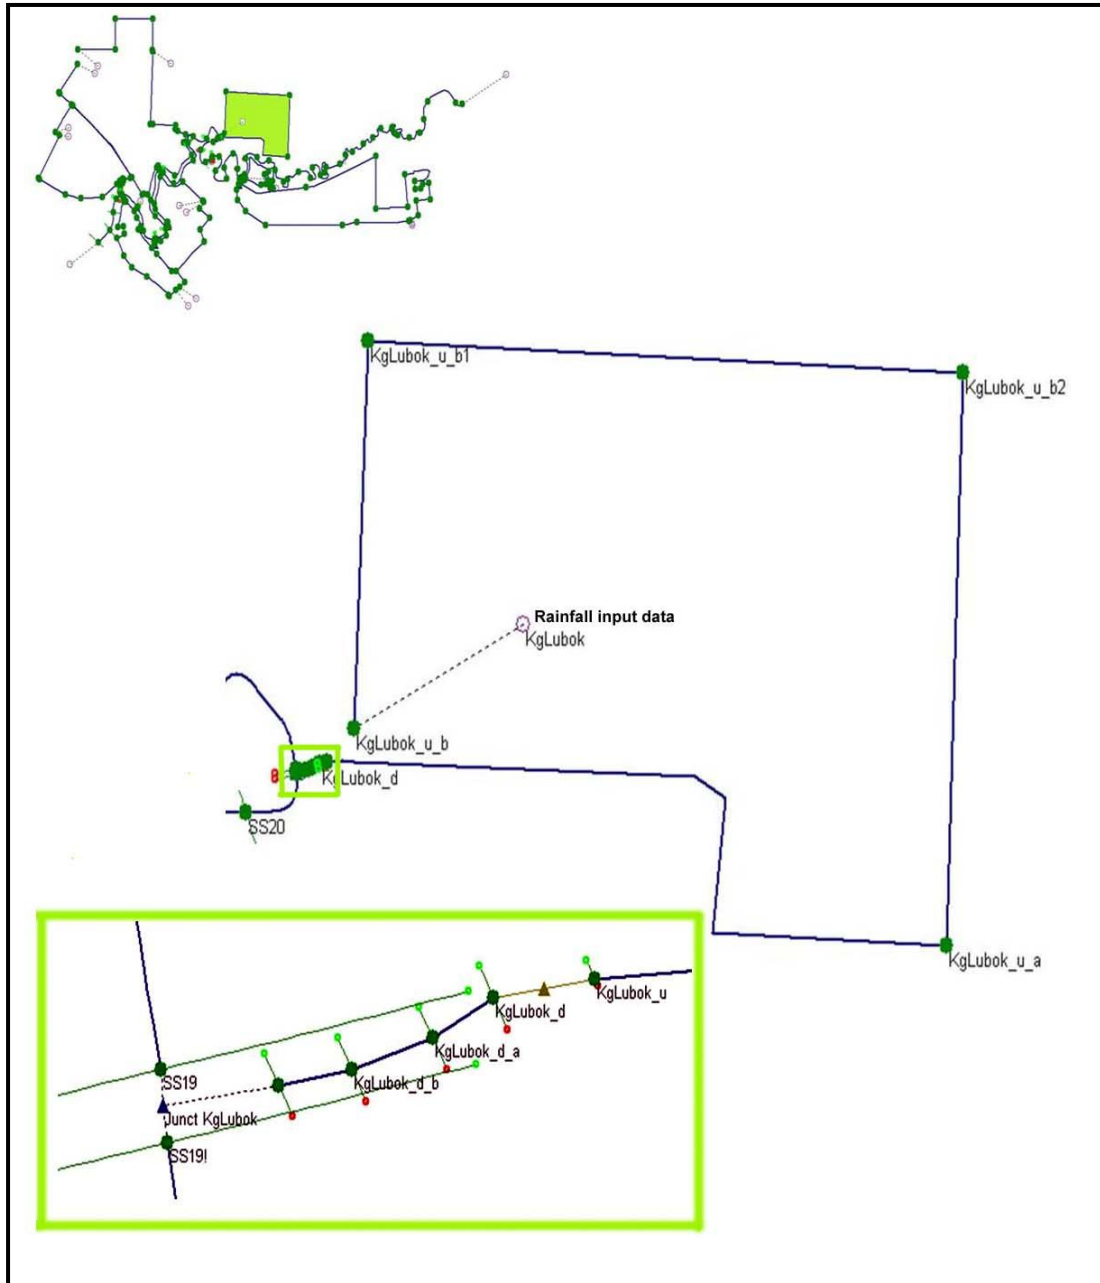 KgLubok_u_b1
KgLubok_u_b2
Rainfall input data
KgLubok
KgLubok_u_b
KgLubok_d
SS20
KgLubok_u_a
KgLubok_u
KgLubok_d
KgLubok_d_a
SS19
KgLubok_d_b
Junct KgLubok
SS19!